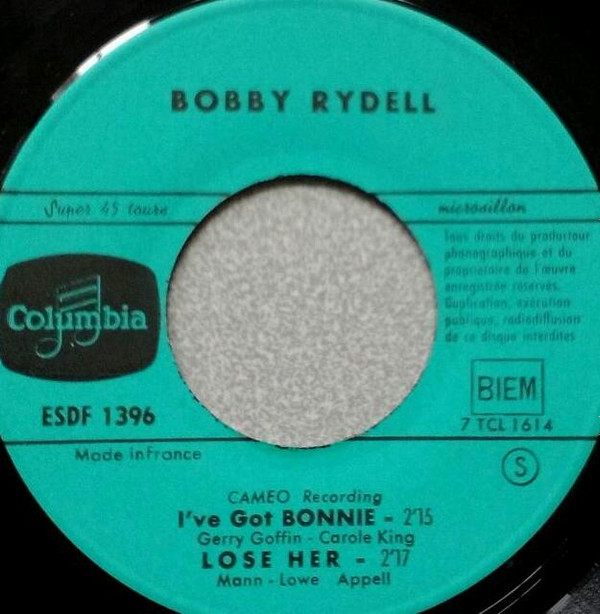 BOBBY RYDELL
Super 45 tours
microsillon
Tous droits du producteur
phonographique et du
propriétaire de l'œuvre
enregistrée réservés.
Duplication, exécution
publique, radiodiffusion
de ce disque interdites
Columbia
BIEM
ESDF 1396
7 TCL 1614
Made in France
S
CAMEO Recording
I've Got BONNIE - 2'15
Gerry Goffin - Carole King
LOSE HER - 2'17
Mann - Lowe Appell